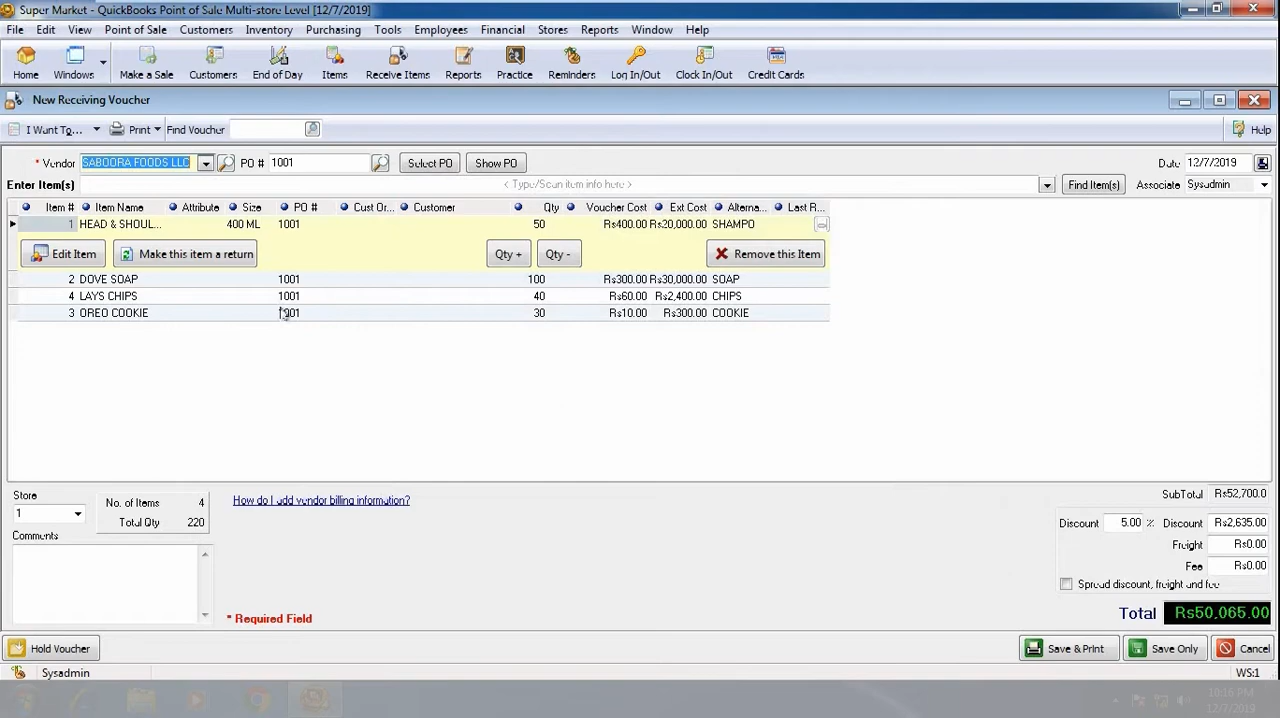 Super Market - QuickBooks Point of Sale Multi-store Level [12/7/2019]
File Edit View Point of Sale Customers Inventory Purchasing Tools Employees Financial Stores Reports Window Help
Home Windows Make a Sale Customers End of Day Items Receive Items Reports Practice Reminders Log In/Out Clock In/Out Credit Cards
New Receiving Voucher
I Want To... Print Find Voucher Help
* Vendor SABOORA FOODS LLC PO # 1001 Select PO Show PO Date 12/7/2019
Enter Item(s) < Type/Scan item info here > Find Item(s) Associate Sysadmin
Item # Item Name Attribute Size PO # Cust Or... Customer Qty Voucher Cost Ext Cost Alterna... Last R...
1 HEAD & SHOUL... 400 ML 1001 50 Rs400.00 Rs20,000.00 SHAMPO
Edit Item Make this item a return Qty + Qty - Remove this Item
2 DOVE SOAP 1001 100 Rs300.00 Rs30,000.00 SOAP
4 LAYS CHIPS 1001 40 Rs60.00 Rs2,400.00 CHIPS
3 OREO COOKIE 1001 30 Rs10.00 Rs300.00 COOKIE
Store No. of Items 4 How do I add vendor billing information? SubTotal Rs52,700.0
1 Total Qty 220 Discount 5.00 % Discount Rs2,635.00
Comments Freight Rs0.00
Fee Rs0.00
Spread discount, freight and fee
* Required Field Total Rs50,065.00
Hold Voucher Save & Print Save Only Cancel
Sysadmin WS:1
10:16 PM
12/7/2019